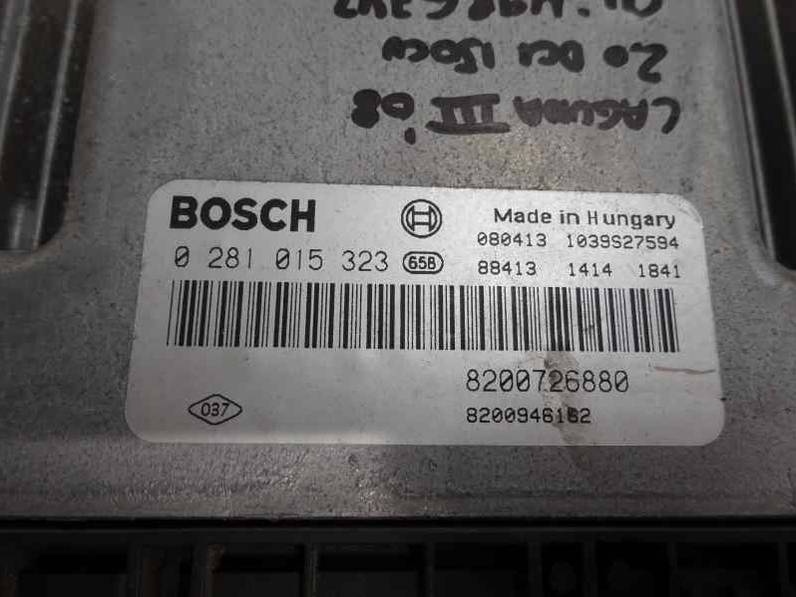 LAGUNA III '08
2.0 DCI 150CV
BOSCH
Made in Hungary
0 281 015 323 65B
080413 1039S27594
88413 1414 1841
8200726880
037
8200946162